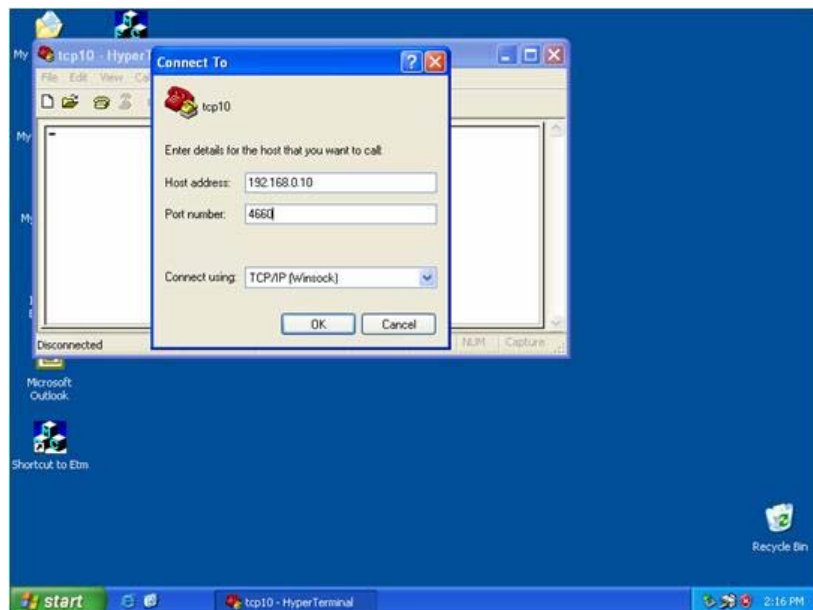 My
tcp10 - HyperT
File Edit View Ca
Connect To
tcp10
Enter details for the host that you want to call:
Host address: 192.168.0.10
Port number: 4660
Connect using: TCP/IP (Winsock)
OK Cancel
My
My
Disconnected
NUM Capture
Microsoft
Outlook
Shortcut to Etm
Recycle Bin
start
tcp10 - HyperTerminal
2:16 PM